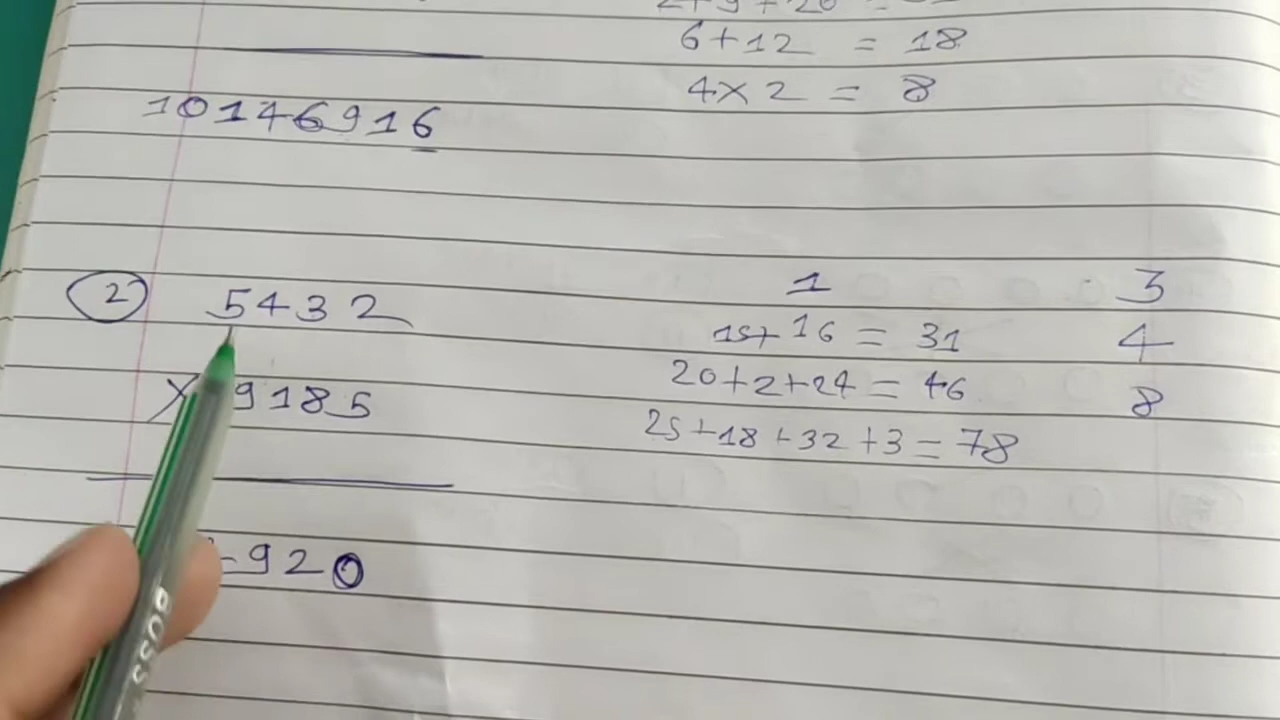 6+12 = 18
4×2 = 8
10146916
2 5432
1 3
15+16 = 31 4
20+2+24 = 46 8
×9185
25+18+32+3 = 78
920
BOSS